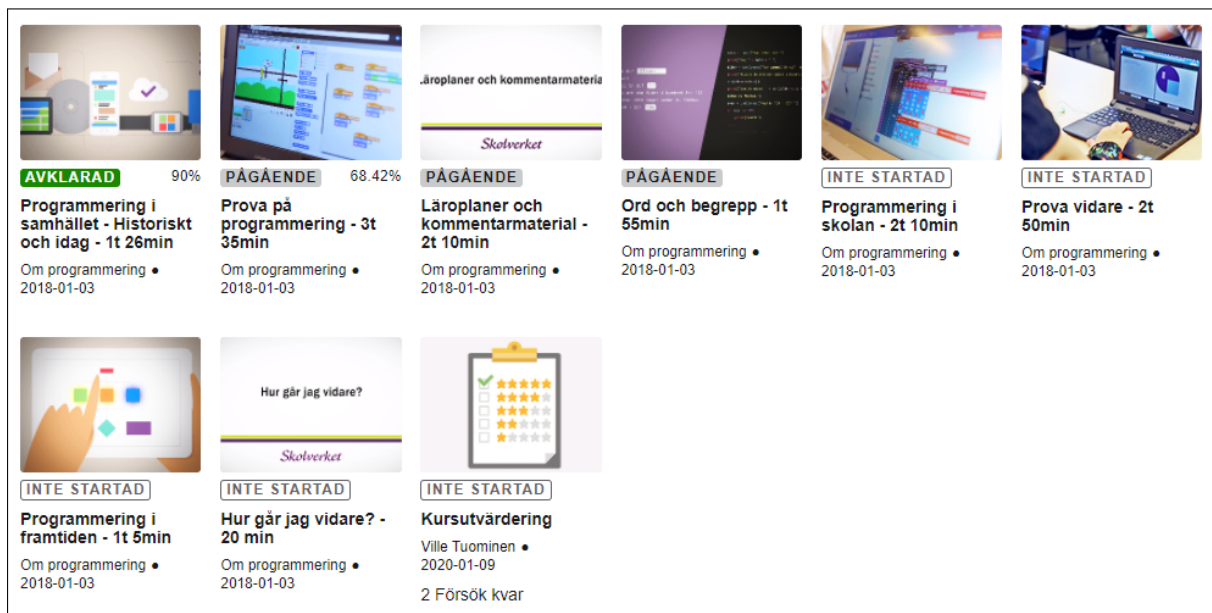 Läroplaner och kommentarmateria
Skolverket
AVKLARAD 90%
Programmering i
samhället - Historiskt
och idag - 1t 26min
Om programmering ●
2018-01-03
PÅGÅENDE 68.42%
Prova på
programmering - 3t
35min
Om programmering ●
2018-01-03
PÅGÅENDE
Läroplaner och
kommentarmaterial -
2t 10min
Om programmering ●
2018-01-03
PÅGÅENDE
Ord och begrepp - 1t
55min
Om programmering ●
2018-01-03
INTE STARTAD
Programmering i
skolan - 2t 10min
Om programmering ●
2018-01-03
INTE STARTAD
Prova vidare - 2t
50min
Om programmering ●
2018-01-03
INTE STARTAD
Programmering i
framtiden - 1t 5min
Om programmering ●
2018-01-03
Hur går jag vidare?
Skolverket
INTE STARTAD
Hur går jag vidare? -
20 min
Om programmering ●
2018-01-03
INTE STARTAD
Kursutvärdering
Ville Tuominen ●
2020-01-09
2 Försök kvar